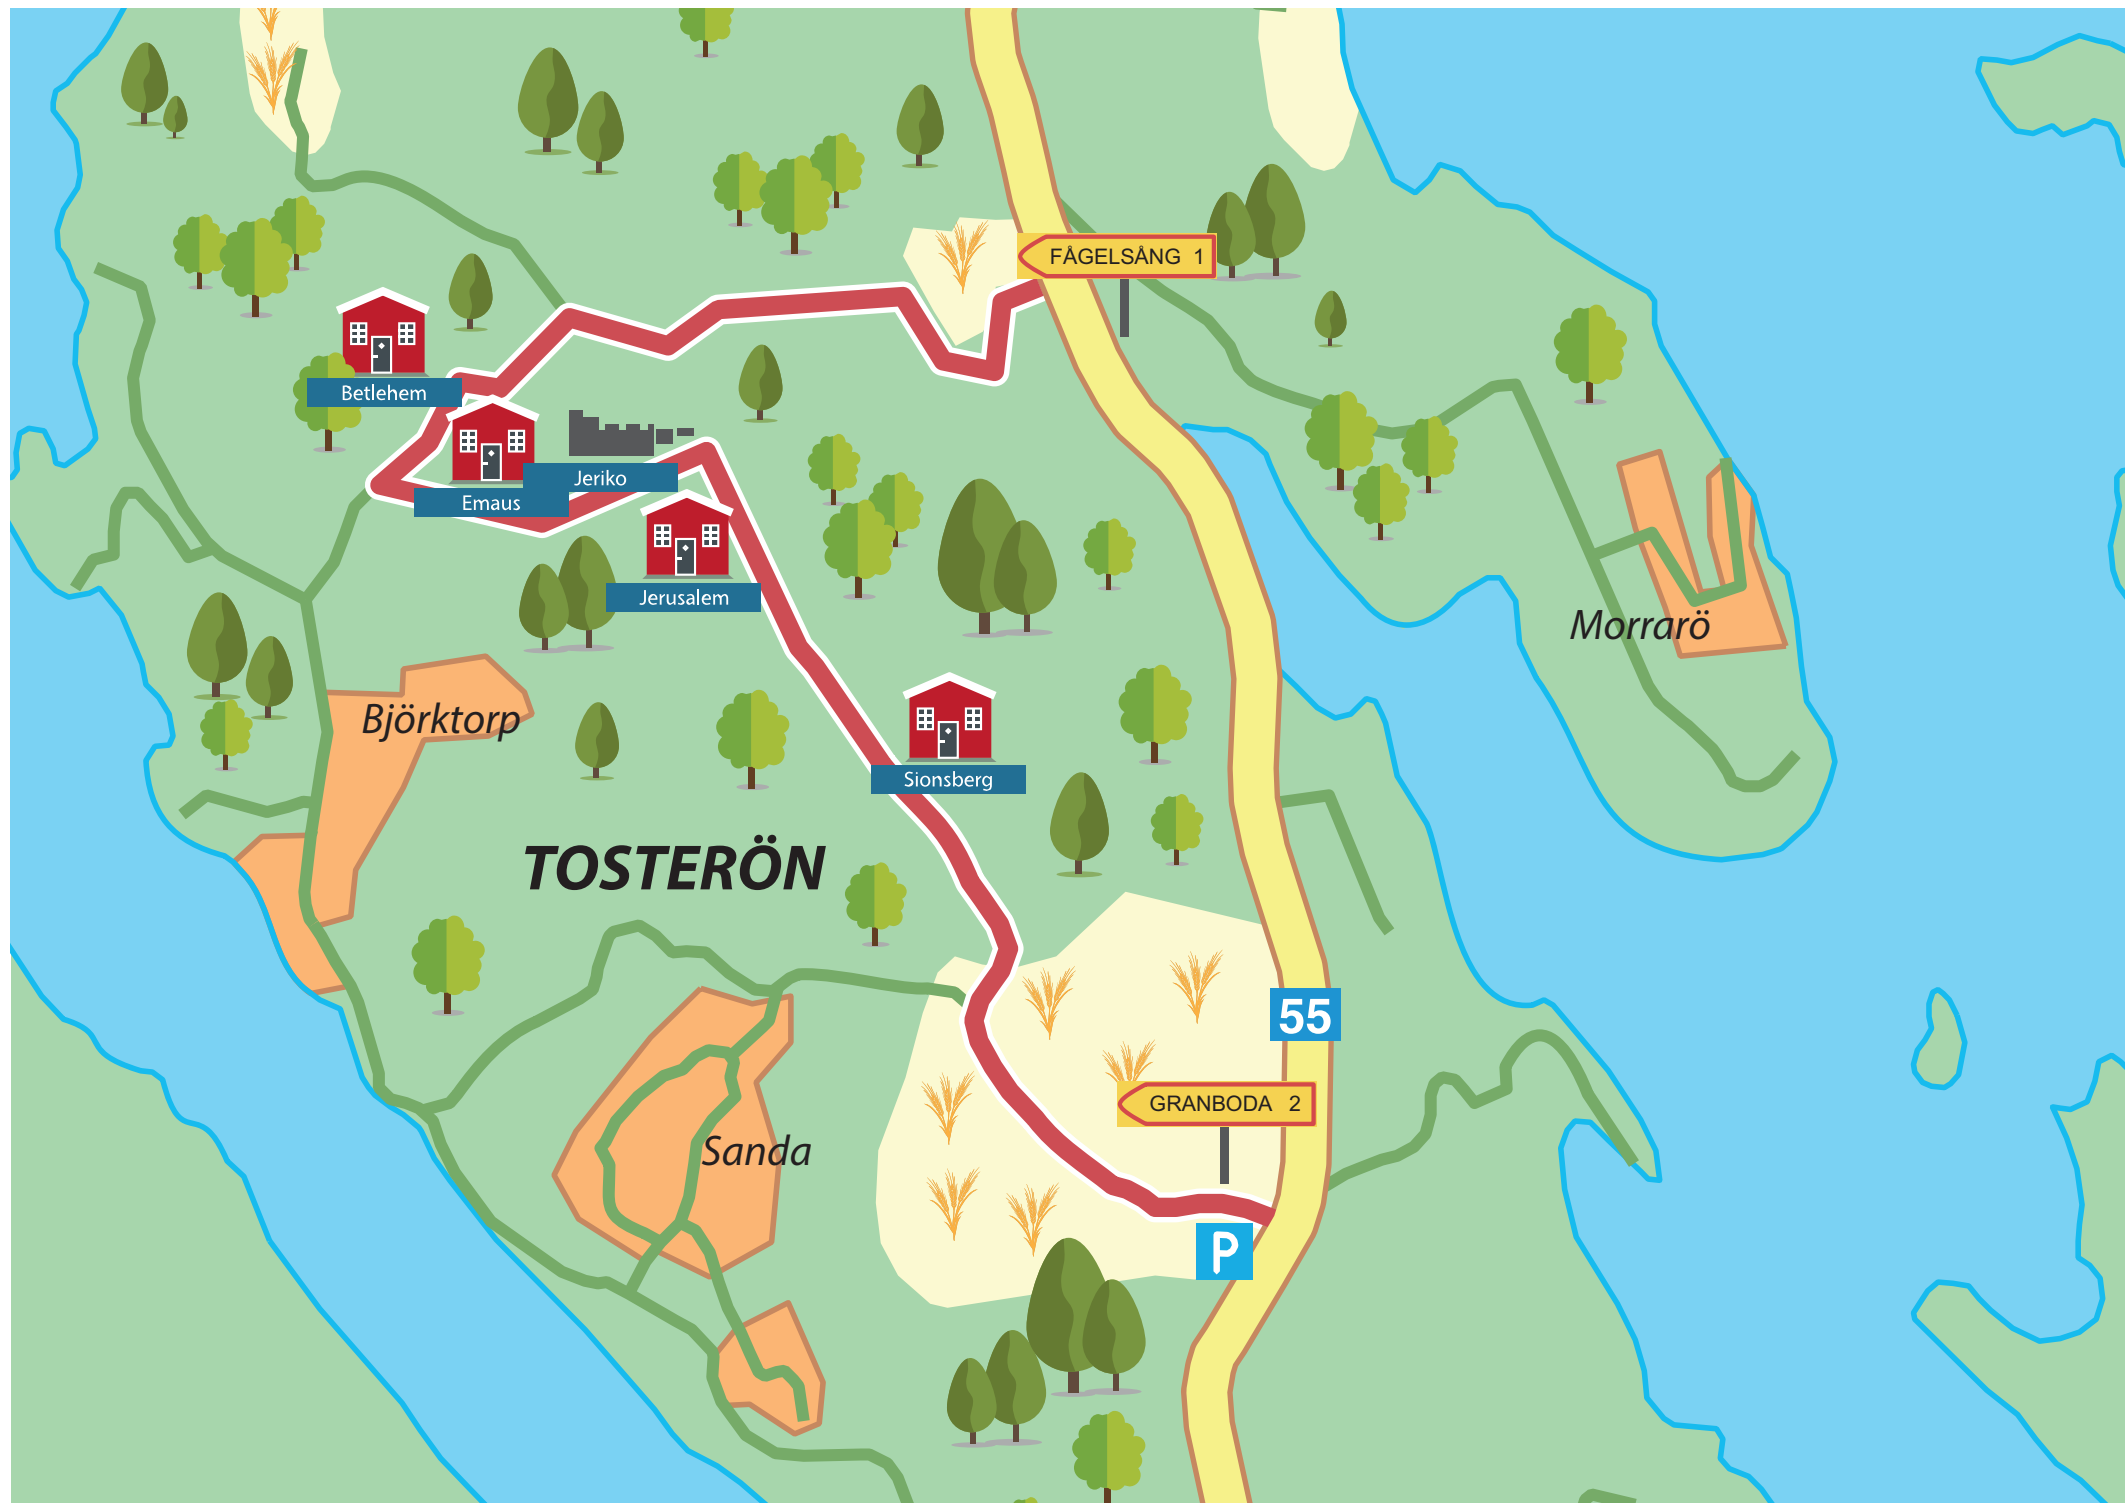 FÅGELSÅNG 1
Betlehem
Jeriko
Emaus
Jerusalem
Morrarö
Björktorp
Sionsberg
TOSTERÖN
55
GRANBODA 2
Sanda
P